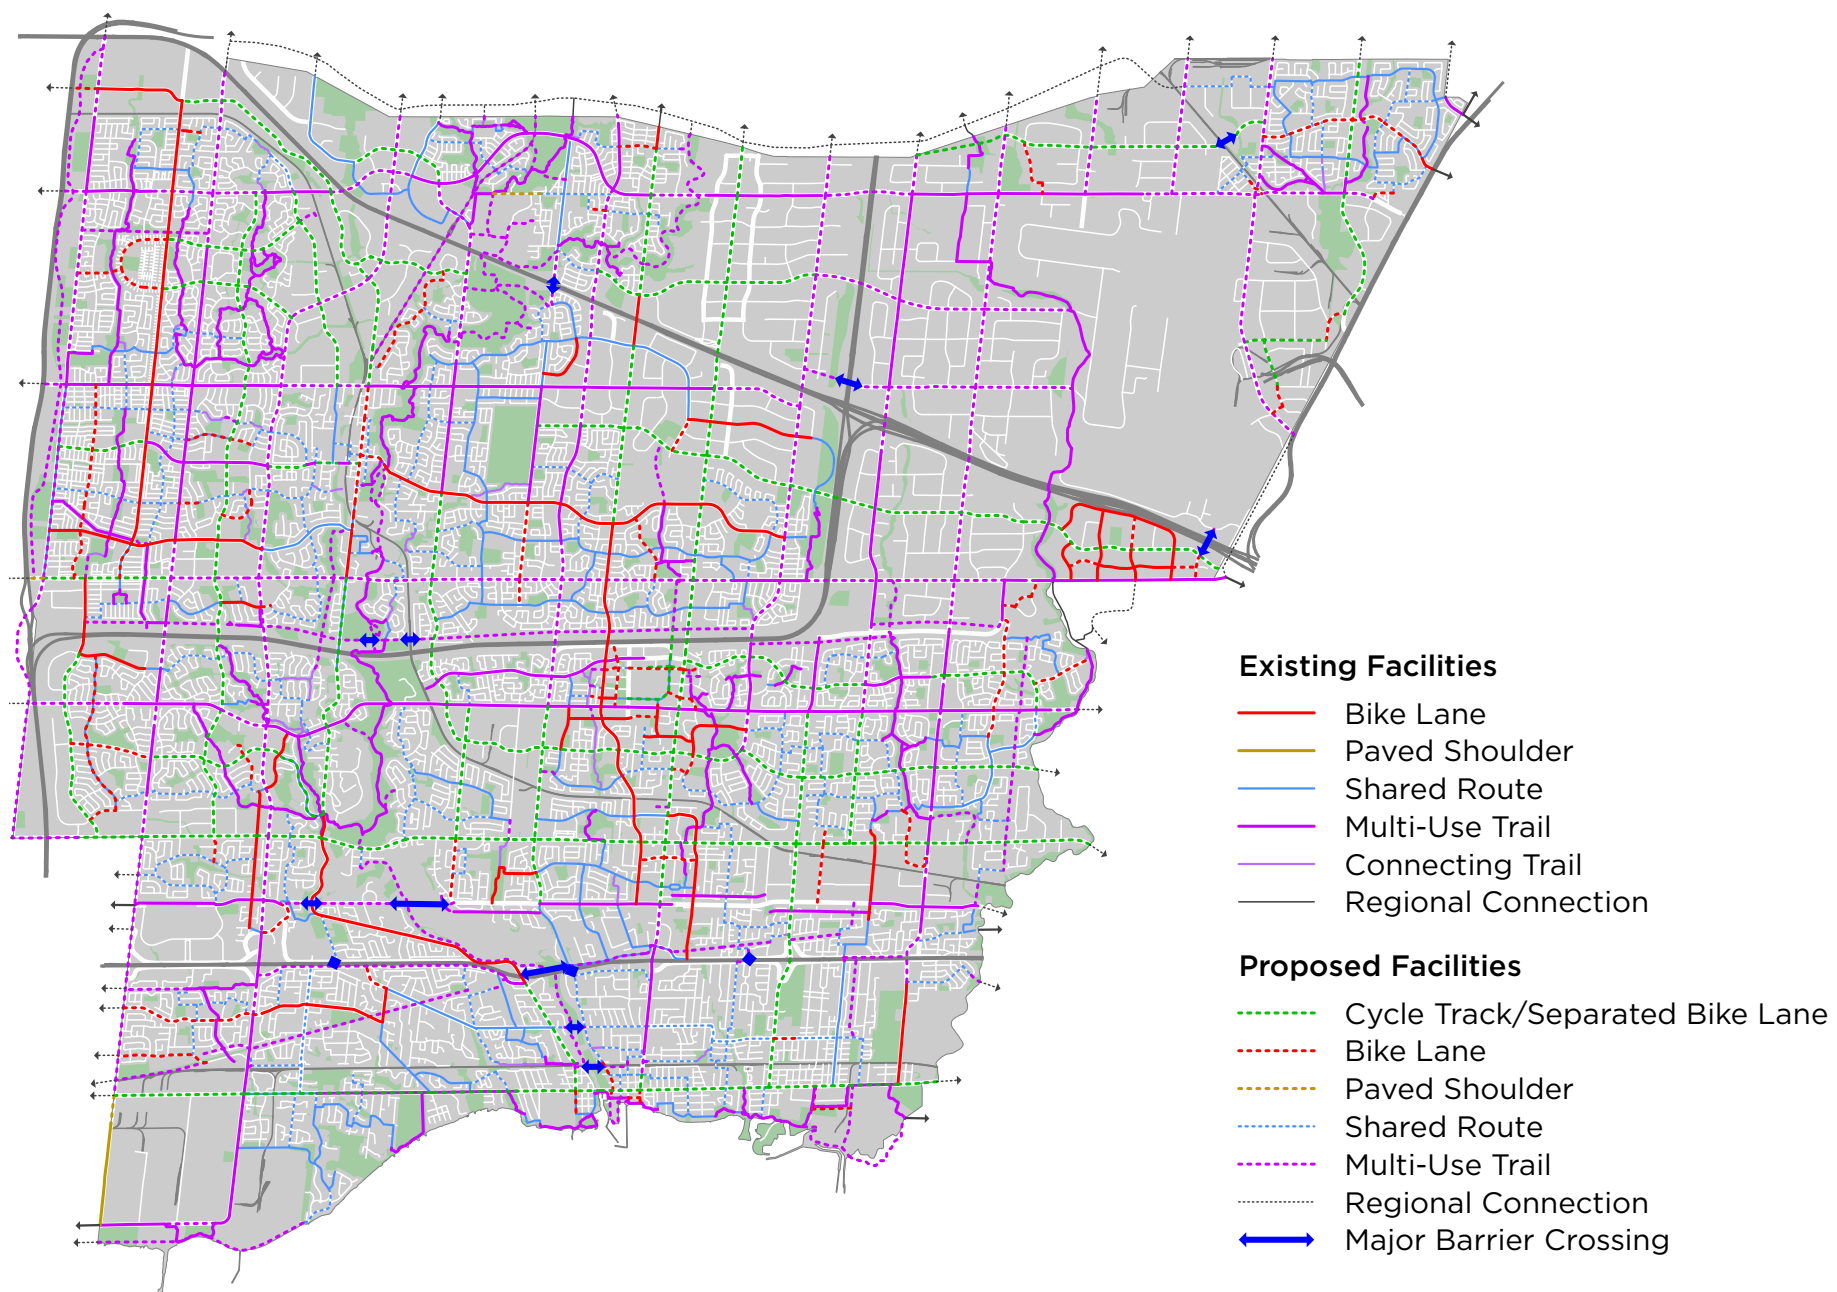 Existing Facilities
Bike Lane
Paved Shoulder
Shared Route
Multi-Use Trail
Connecting Trail
Regional Connection
Proposed Facilities
Cycle Track/Separated Bike Lane
Bike Lane
Paved Shoulder
Shared Route
Multi-Use Trail
Regional Connection
Major Barrier Crossing